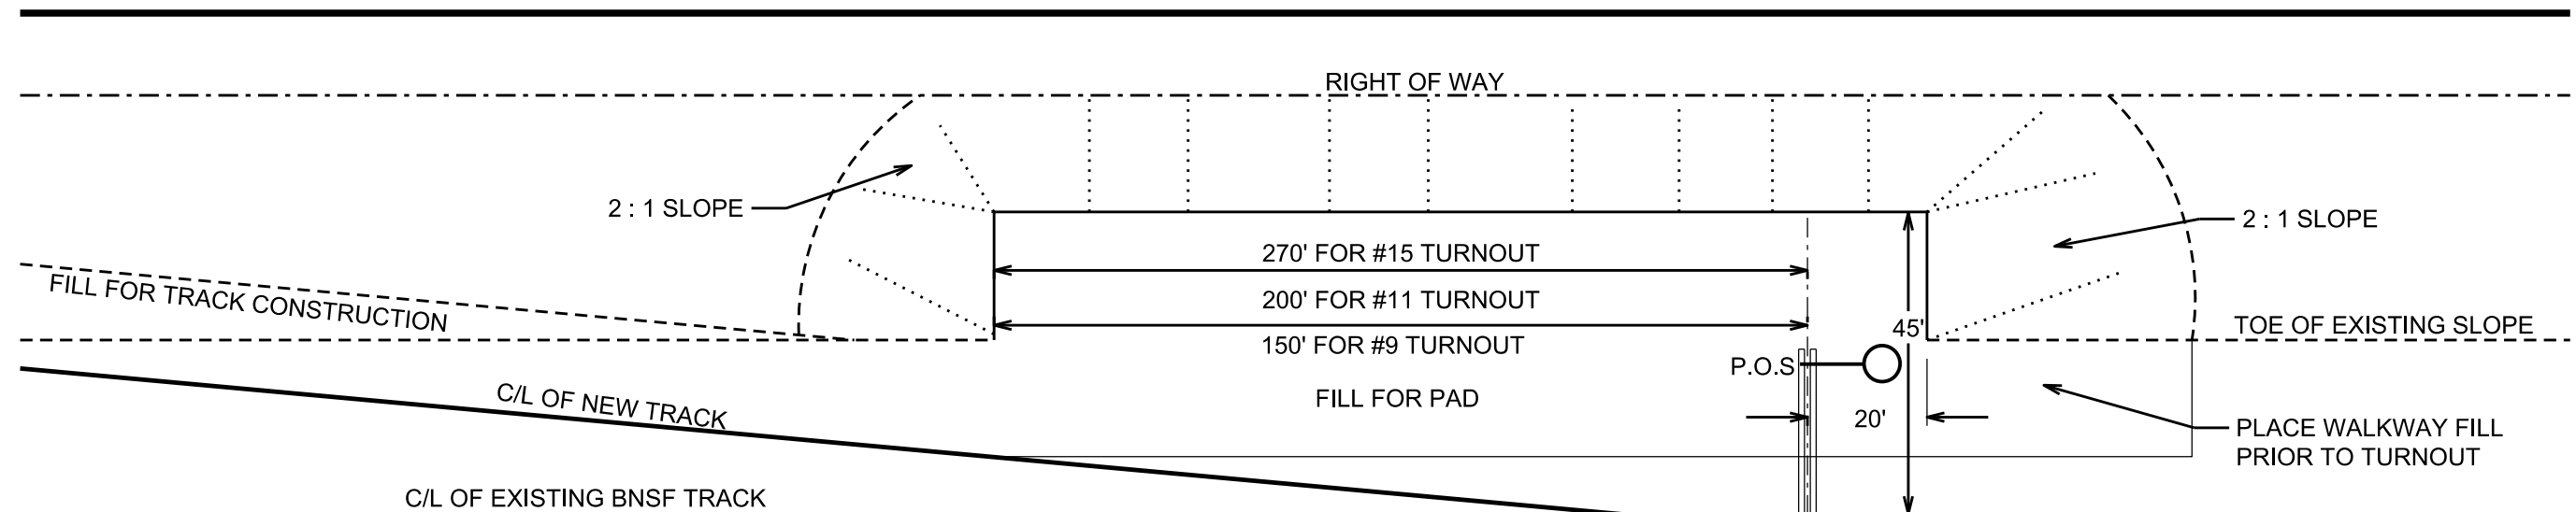 RIGHT OF WAY
2 : 1 SLOPE
2 : 1 SLOPE
270' FOR #15 TURNOUT
FILL FOR TRACK CONSTRUCTION
200' FOR #11 TURNOUT
45'
TOE OF EXISTING SLOPE
150' FOR #9 TURNOUT
P.O.S
C/L OF NEW TRACK
FILL FOR PAD
20'
PLACE WALKWAY FILL
PRIOR TO TURNOUT
C/L OF EXISTING BNSF TRACK